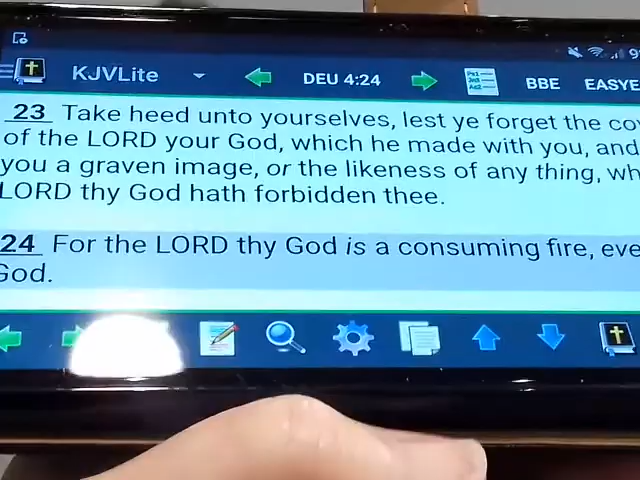 KJVLite DEU 4:24 BBE EASYE
23 Take heed unto yourselves, lest ye forget the cov
of the LORD your God, which he made with you, and
you a graven image, or the likeness of any thing, wh
LORD thy God hath forbidden thee.
24 For the LORD thy God is a consuming fire, eve
God.